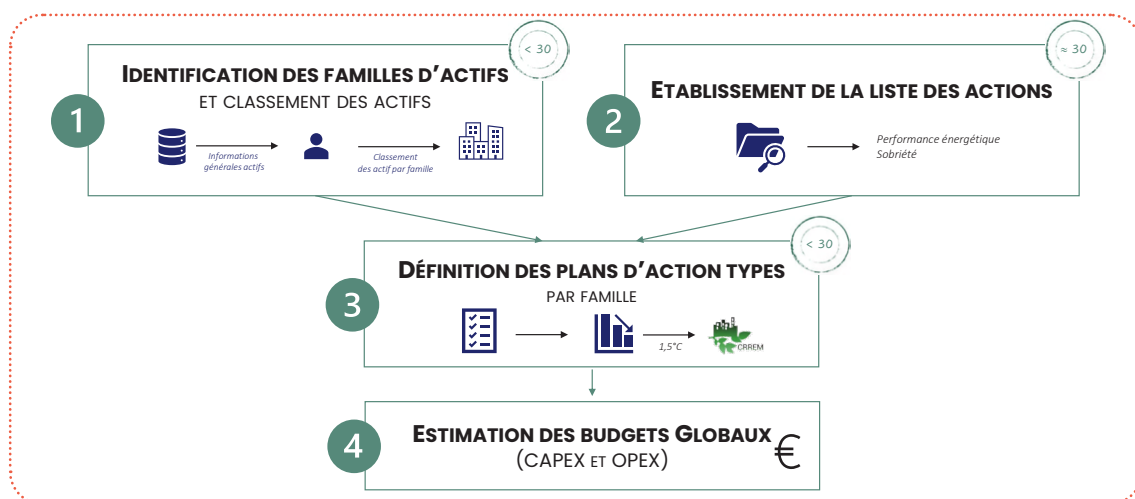 < 30
IDENTIFICATION DES FAMILLES D'ACTIFS
ET CLASSEMENT DES ACTIFS
1
Informations
générales actifs
Classement
des actif par famille
≈ 30
ETABLISSEMENT DE LA LISTE DES ACTIONS
2
Performance énergétique
Sobriété
< 30
DÉFINITION DES PLANS D'ACTION TYPES
PAR FAMILLE
3
1,5°C
CRREM
ESTIMATION DES BUDGETS GLOBAUX
(CAPEX ET OPEX)
4
€